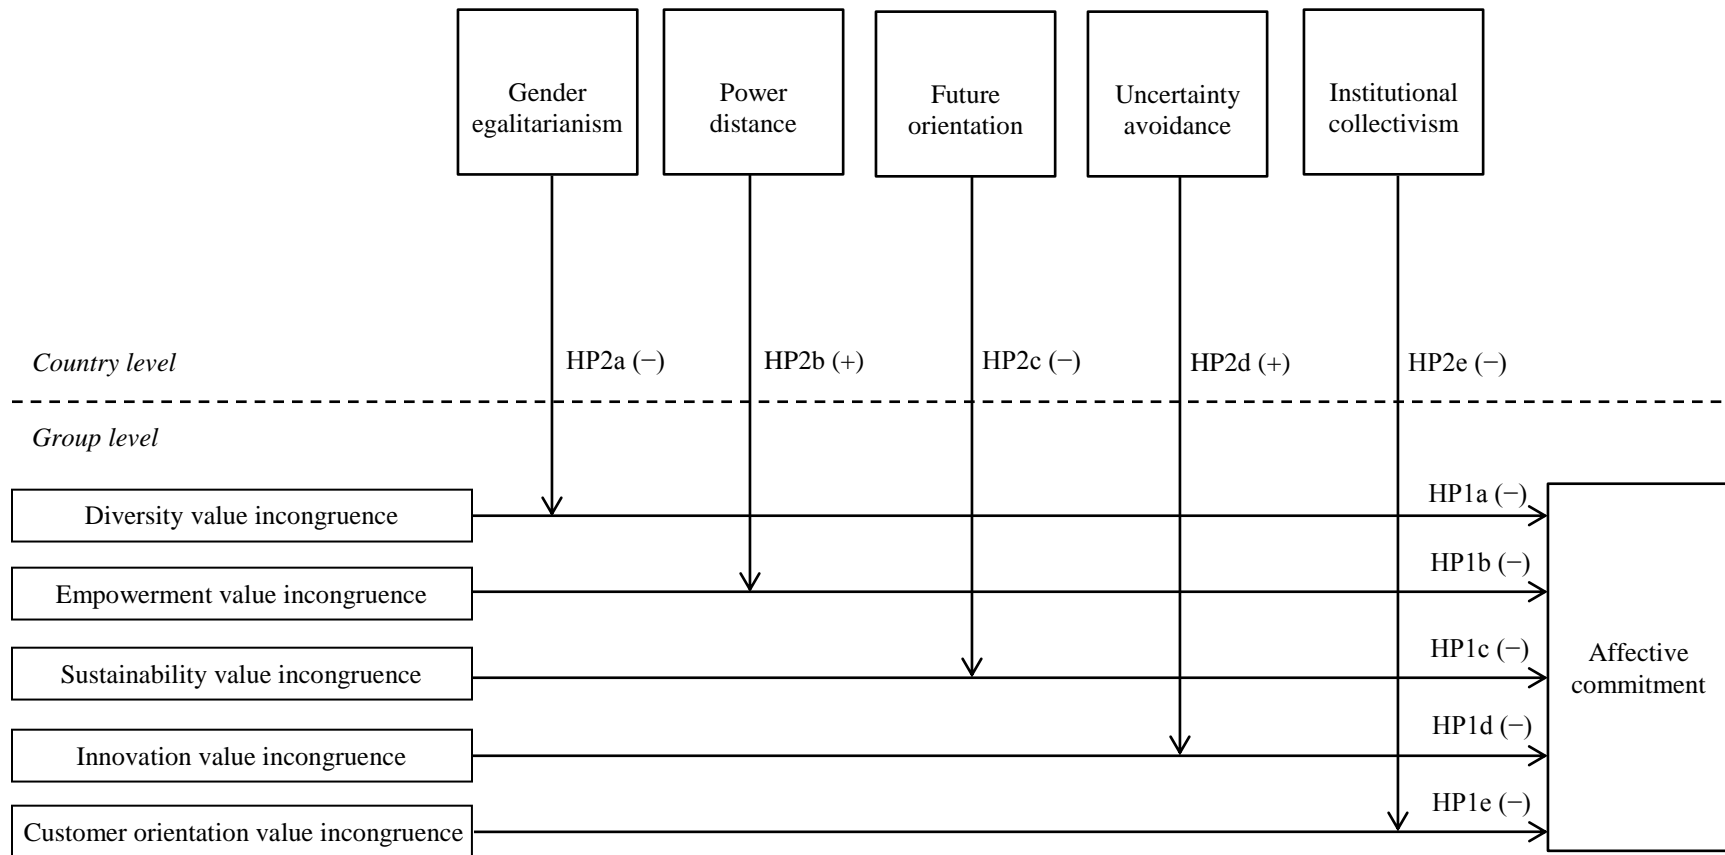 Gender
egalitarianism
Power
distance
Future
orientation
Uncertainty
avoidance
Institutional
collectivism
Country level
HP2a (−)
HP2b (+)
HP2c (−)
HP2d (+)
HP2e (−)
Group level
Diversity value incongruence
HP1a (−)
Empowerment value incongruence
HP1b (−)
Sustainability value incongruence
HP1c (−)
Innovation value incongruence
HP1d (−)
Customer orientation value incongruence
HP1e (−)
Affective
commitment